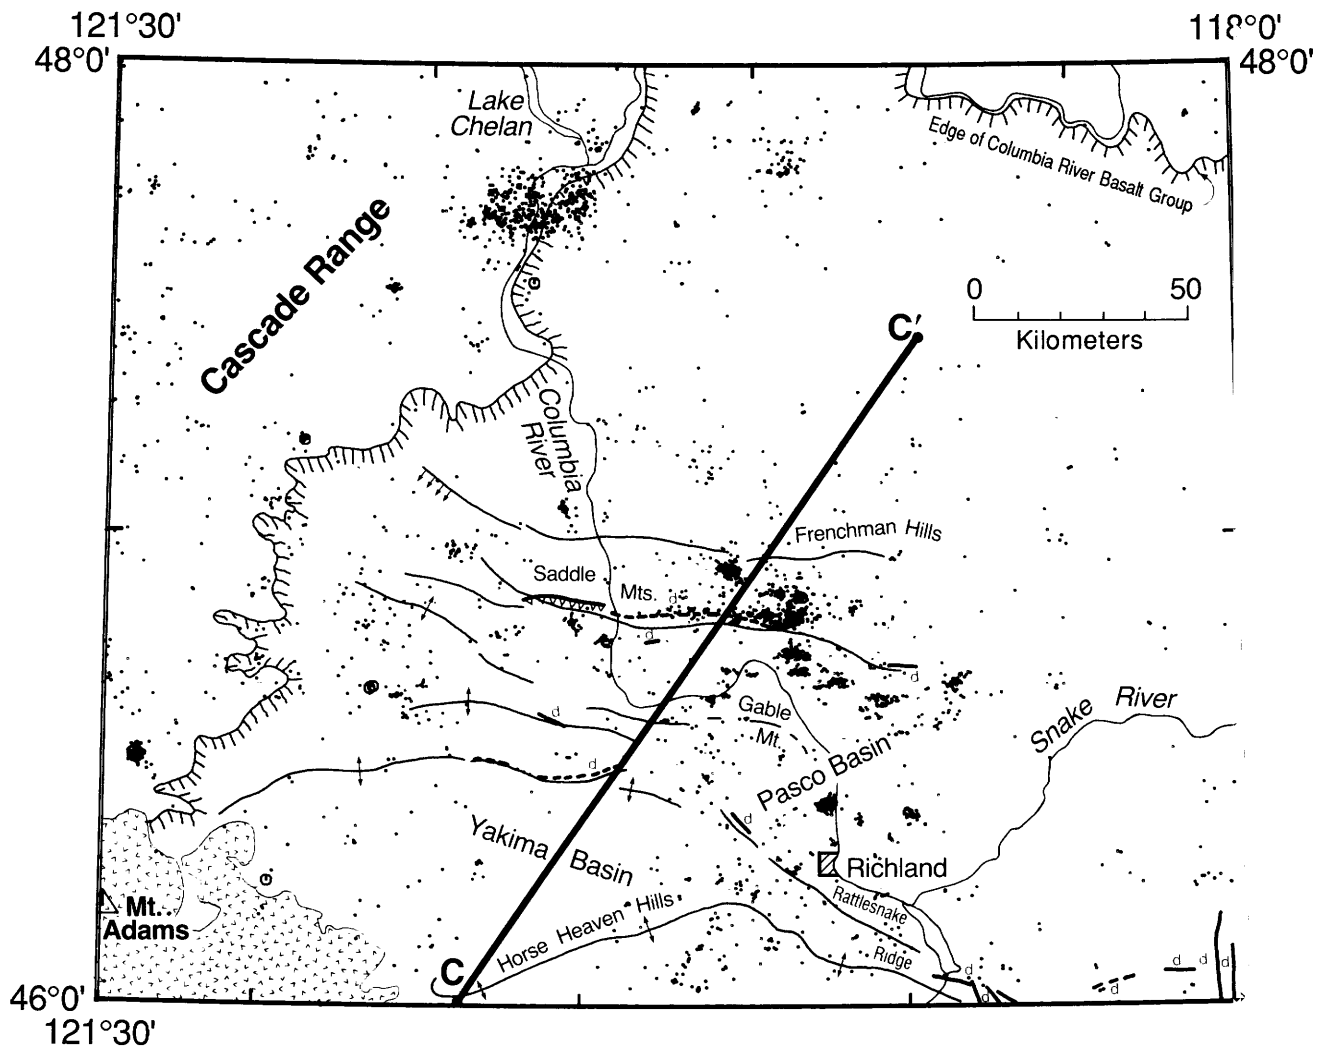 121°30'
118°0'
48°0'
48°0'
Lake
Chelan
Edge of Columbia River Basalt Group
Cascade Range
0 50
Kilometers
C'
Columbia
River
Frenchman Hills
Saddle
Mts.
d
d
d
Gable
Mt.
d
Snake River
d
Pasco Basin
d
Yakima Basin
Richland
Mt.
Adams
Rattlesnake
Ridge
Horse Heaven Hills
C
d
d
d
d
d
d
46°0'
121°30'